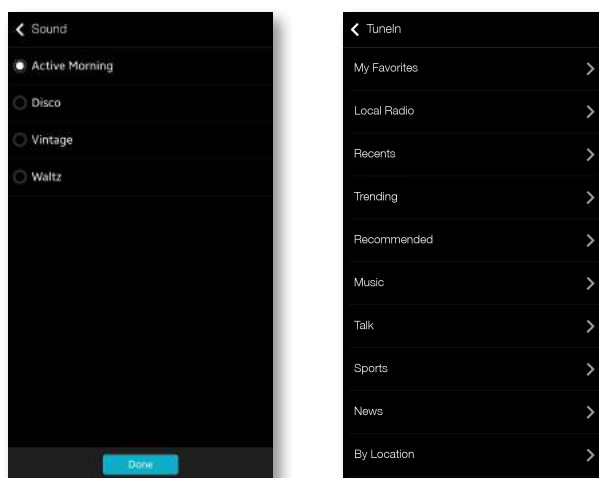 Sound
Active Morning
Disco
Vintage
Waltz
Done
TuneIn
My Favorites
Local Radio
Recents
Trending
Recommended
Music
Talk
Sports
News
By Location